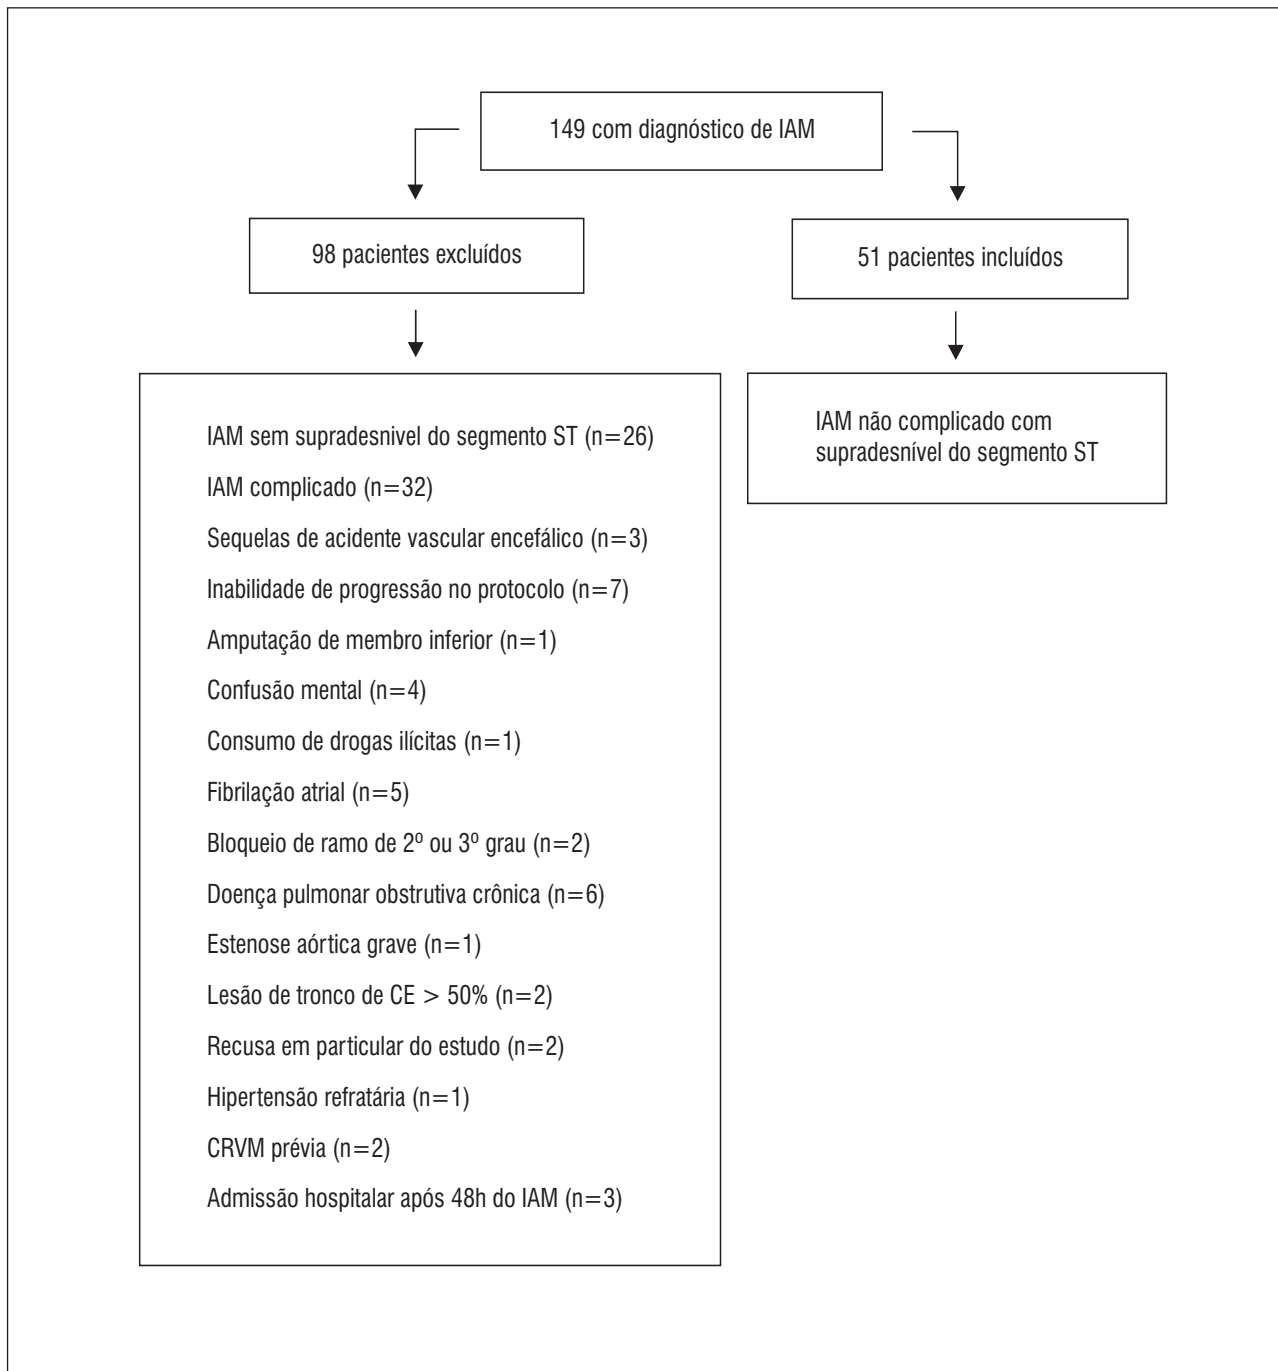 149 com diagnóstico de IAM
98 pacientes excluídos
51 pacientes incluídos
IAM sem supradesnivel do segmento ST (n=26)
IAM complicado (n=32)
Sequelas de acidente vascular encefálico (n=3)
Inabilidade de progressão no protocolo (n=7)
Amputação de membro inferior (n=1)
Confusão mental (n=4)
Consumo de drogas ilícitas (n=1)
Fibrilação atrial (n=5)
Bloqueio de ramo de 2º ou 3º grau (n=2)
Doença pulmonar obstrutiva crônica (n=6)
Estenose aórtica grave (n=1)
Lesão de tronco de CE > 50% (n=2)
Recusa em particular do estudo (n=2)
Hipertensão refratária (n=1)
CRVM prévia (n=2)
Admissão hospitalar após 48h do IAM (n=3)
IAM não complicado com
supradesnível do segmento ST